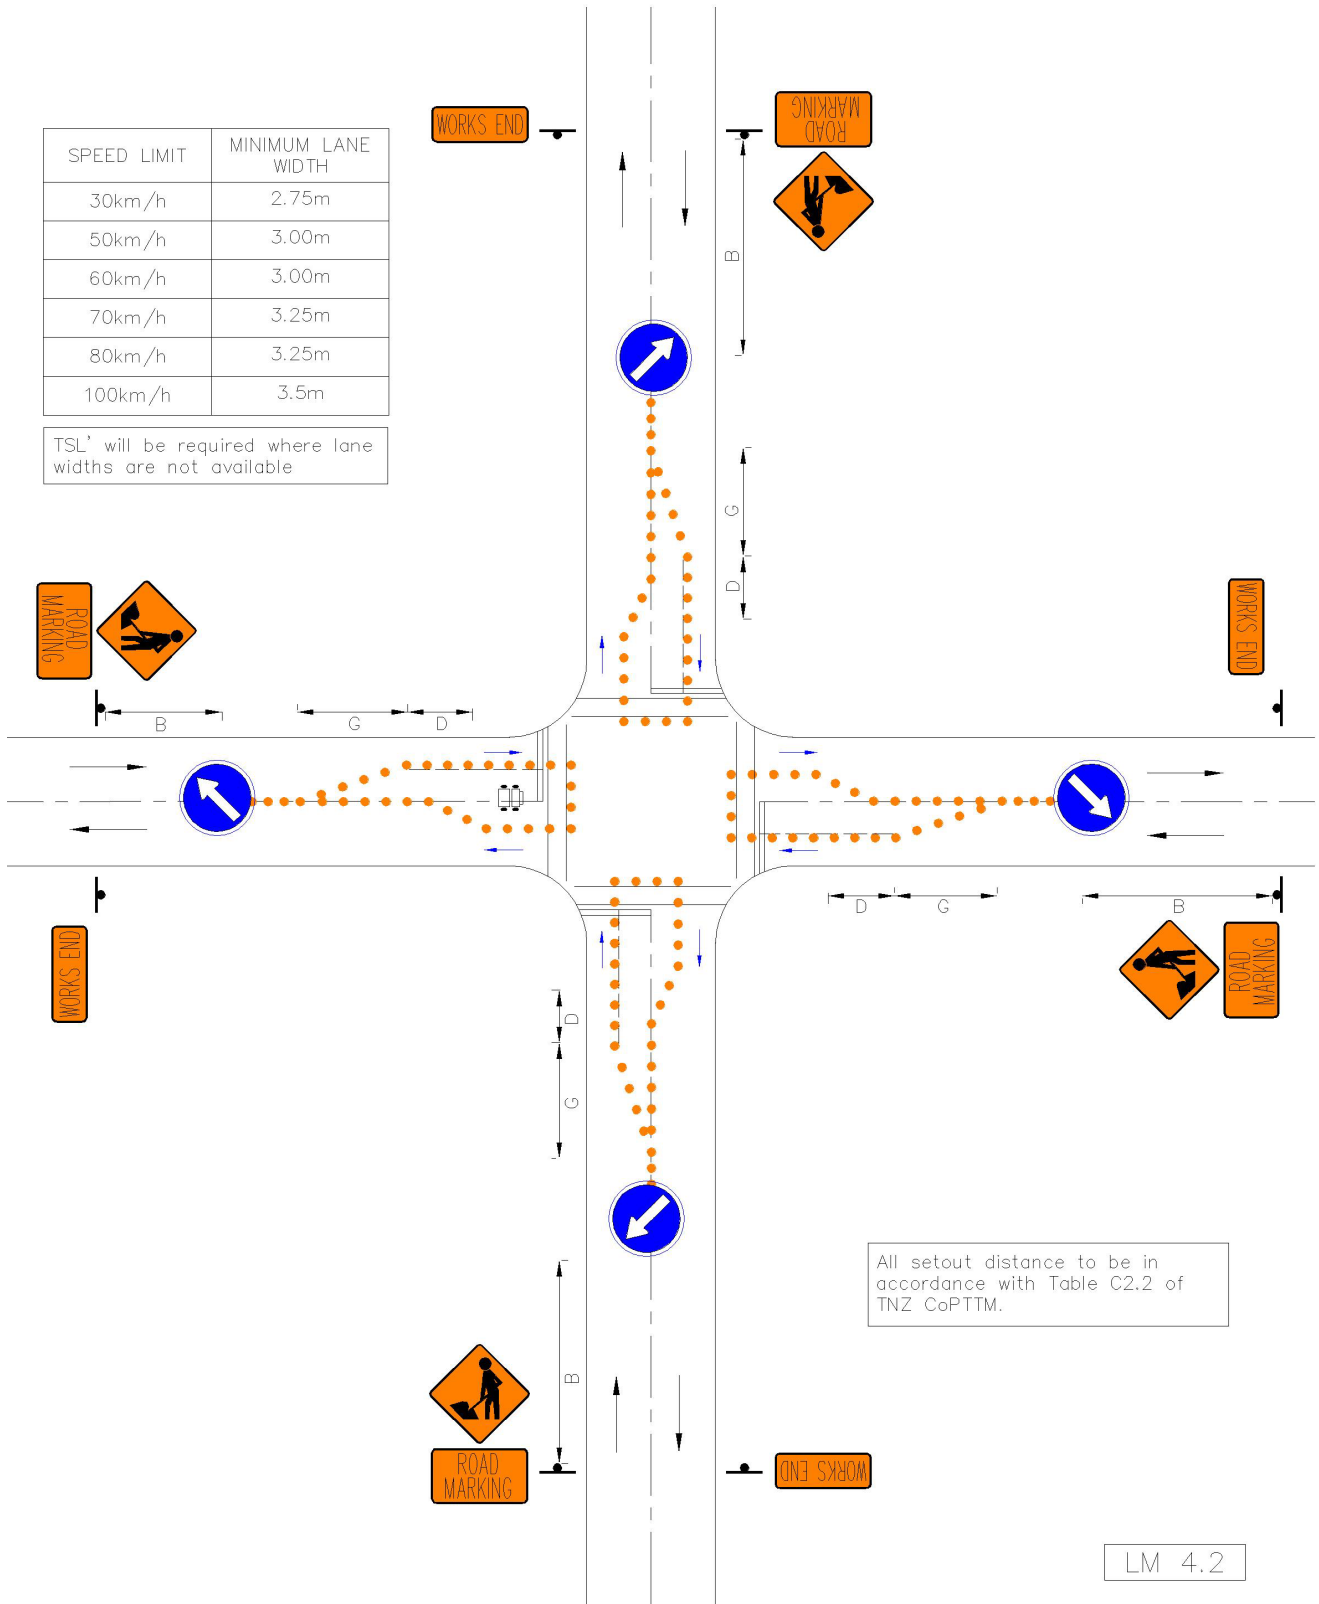 WORKS END
ROAD
MARKING
SPEED LIMIT
MINIMUM LANE
WIDTH
30km/h
2.75m
50km/h
3.00m
60km/h
3.00m
70km/h
3.25m
80km/h
3.25m
100km/h
3.5m
TSL' will be required where lane
widths are not available
B
G
D
ROAD
MARKING
WORKS END
B
G
D
WORKS END
ROAD
MARKING
D
G
B
D
G
B
All setout distance to be in
accordance with Table C2.2 of
TNZ CoPTTM.
ROAD
MARKING
WORKS END
LM 4.2